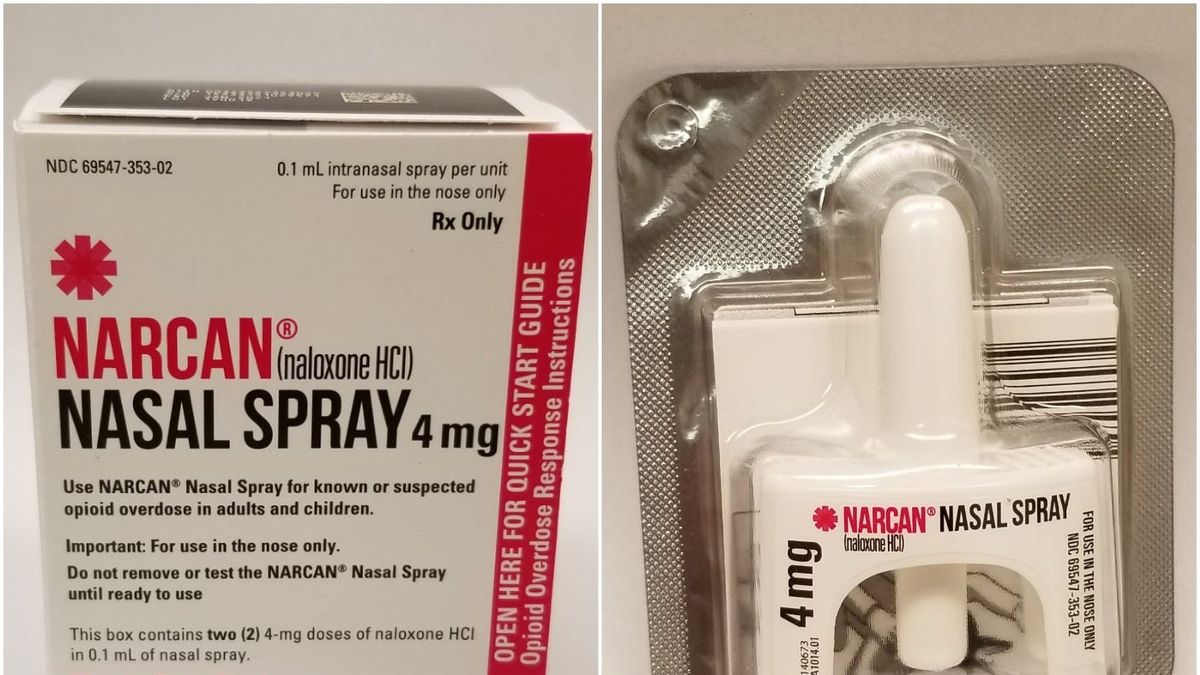 NDC 69547-353-02
0.1 mL intranasal spray per unit
For use in the nose only
Rx Only
NARCAN®
(naloxone HCl)
NASAL SPRAY 4 mg
Use NARCAN® Nasal Spray for known or suspected
opioid overdose in adults and children.
Important: For use in the nose only.
Do not remove or test the NARCAN® Nasal Spray
until ready to use
This box contains two (2) 4-mg doses of naloxone HCl
in 0.1 mL of nasal spray.
OPEN HERE FOR QUICK START GUIDE
Opioid Overdose Response Instructions
NARCAN® NASAL SPRAY
(naloxone HCl)
4 mg
FOR USE IN THE NOSE ONLY
NDC 69547-353-02
140673
A1014.01